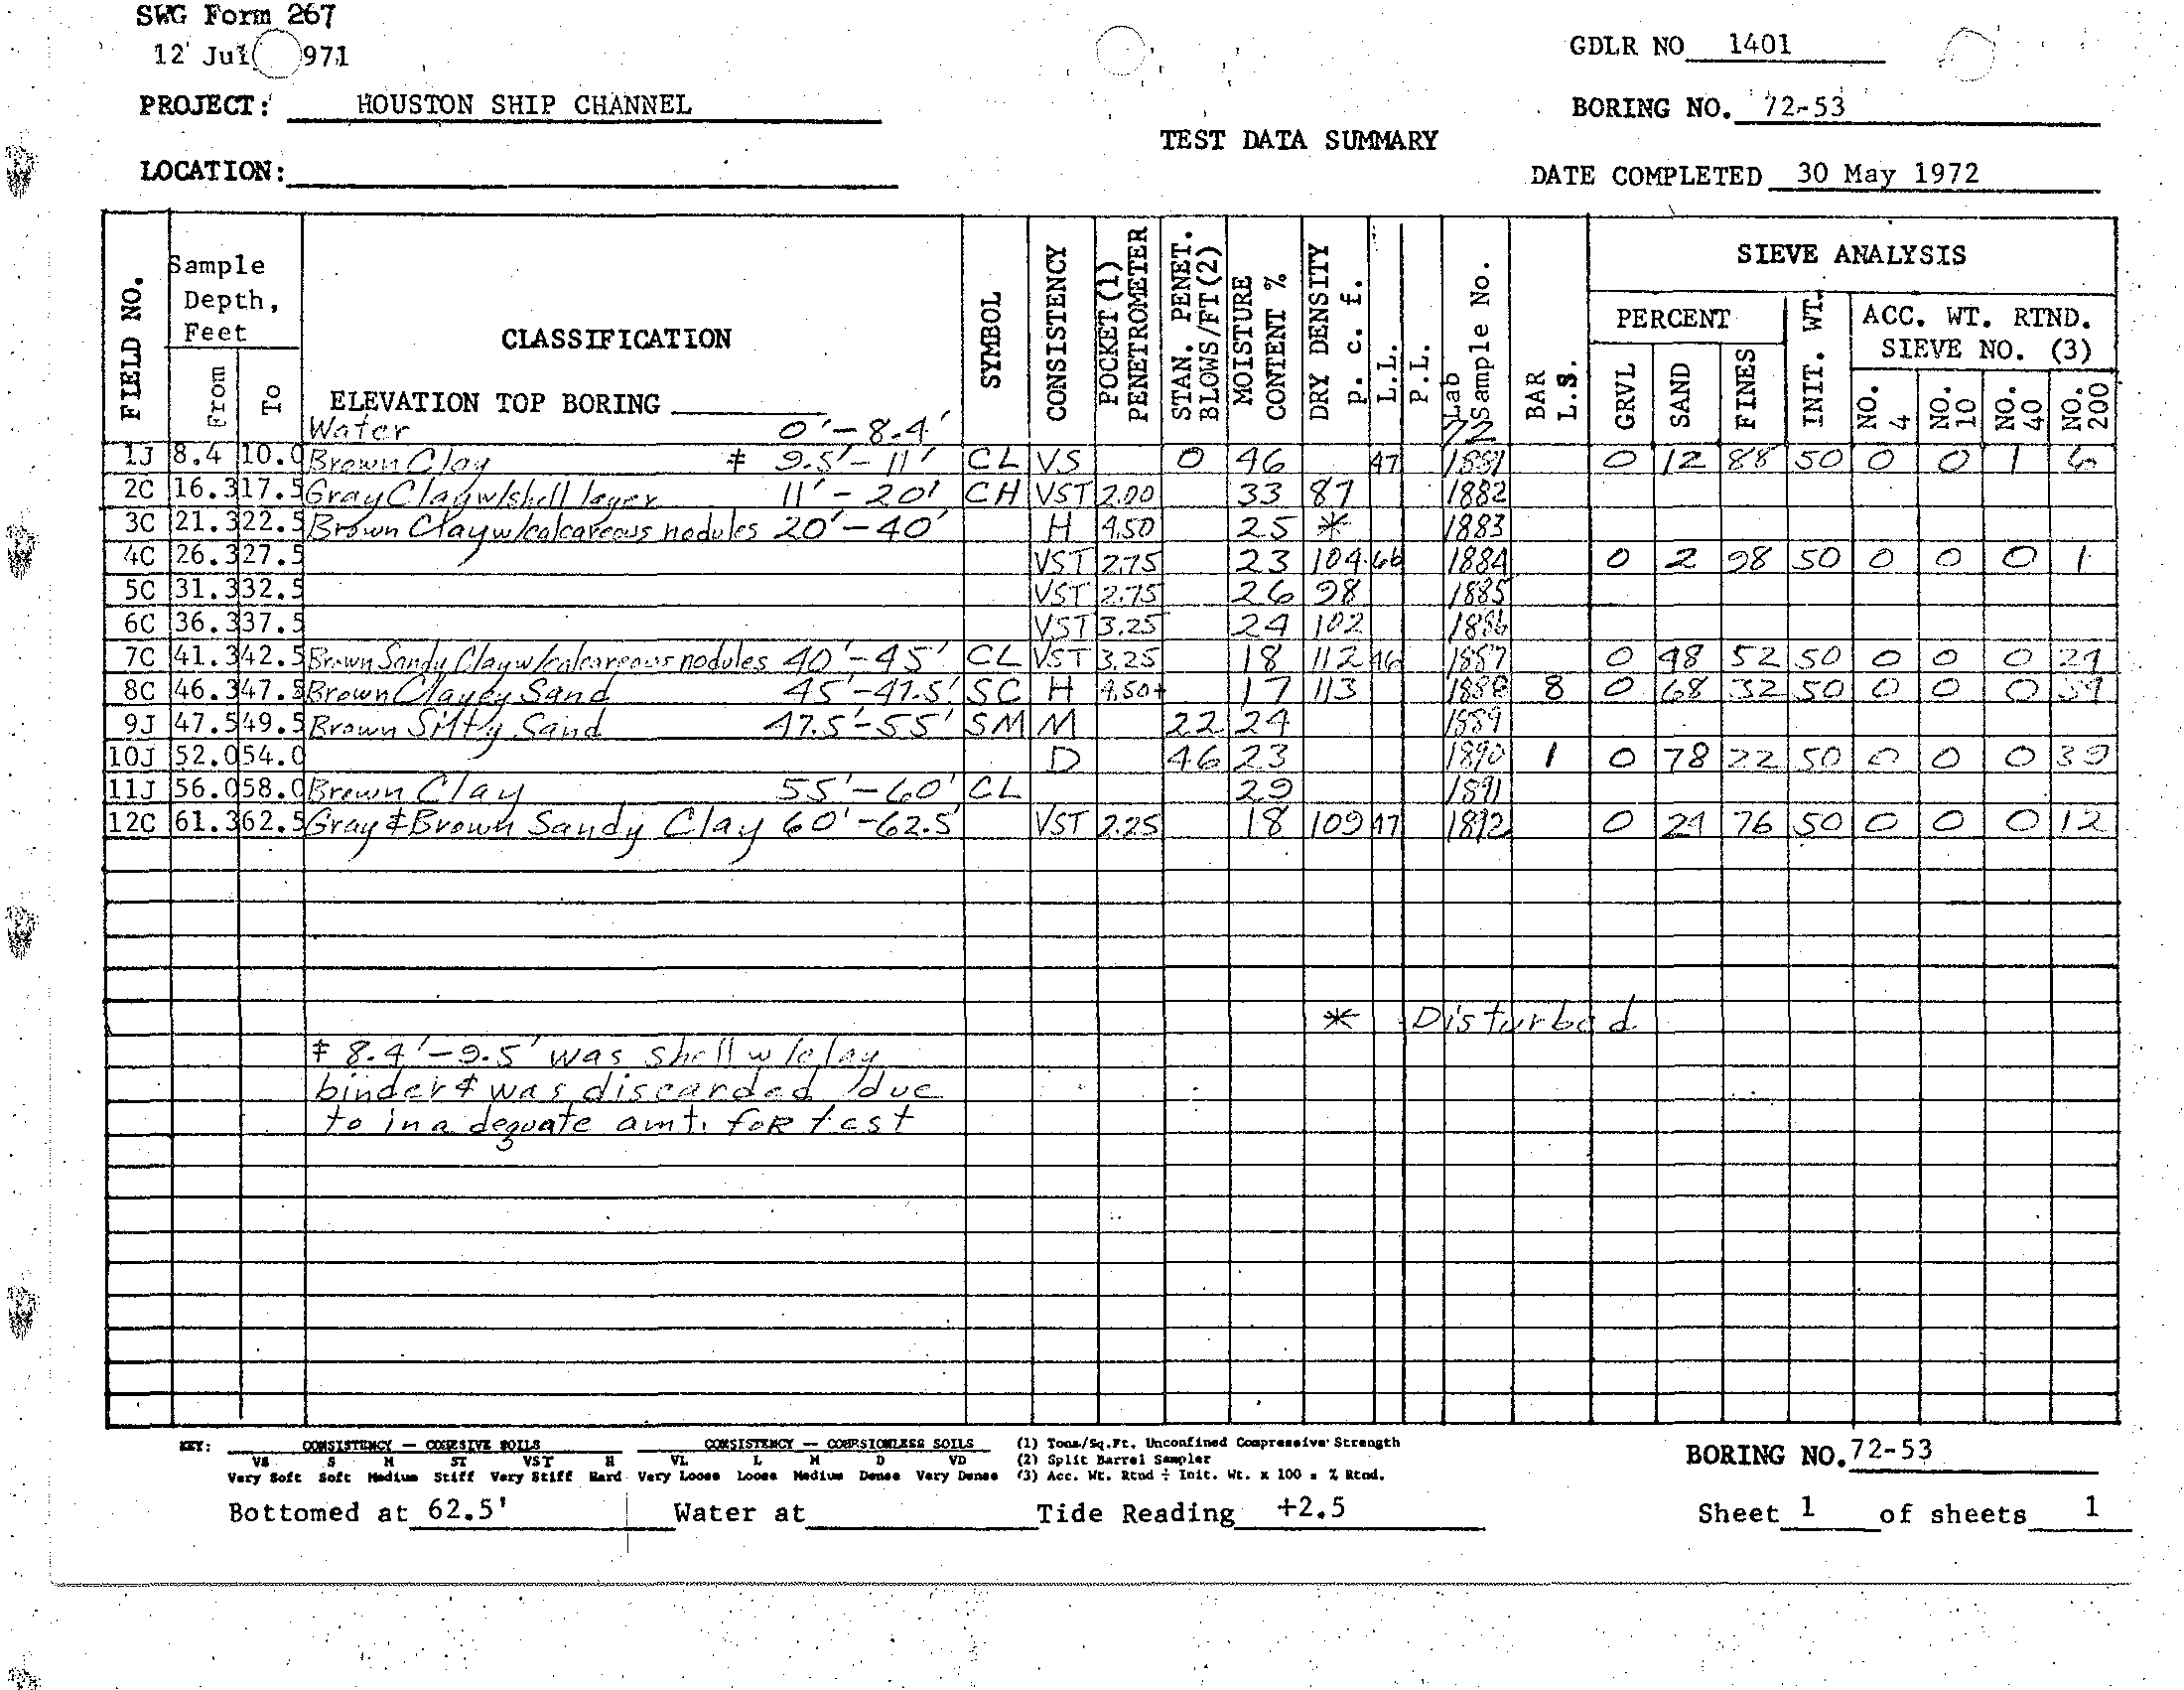 SWG Form 267
12 Jul 1971
GDLR NO 1401
PROJECT: HOUSTON SHIP CHANNEL
BORING NO. 72-53
TEST DATA SUMMARY
LOCATION:
DATE COMPLETED 30 May 1972
FIELD NO.
Sample Depth, Feet
From
To
CLASSIFICATION
ELEVATION TOP BORING
SYMBOL
CONSISTENCY
POCKET (1) PENETROMETER
STAN. PENET. BLOWS/FT(2)
MOISTURE CONTENT %
DRY DENSITY p. c. f.
L.L.
P.L.
Lab Sample No.
BAR L.S.
SIEVE ANALYSIS
PERCENT
GRVL
SAND
FINES
INIT. WT.
ACC. WT. RTND.
SIEVE NO. (3)
NO. 4
NO. 10
NO. 40
NO. 200
Water 0'-8.4' 72
1J 8.4 10.0 Brown Clay ‡ 9.5'-11' CL VS 0 46 47 1881 0 12 88 50 0 0 1 6
2C 16.3 17.5 Gray Clay w/shell layer 11'-20' CH VST 2.00 33 87 1882
3C 21.3 22.5 Brown Clay w/calcareous nodules 20'-40' H 4.50 25 * 1883
4C 26.3 27.5 VST 2.75 23 104 66 1884 0 2 98 50 0 0 0 1
5C 31.3 32.5 VST 2.75 26 98 1885
6C 36.3 37.5 VST 3.25 24 102 1886
7C 41.3 42.5 Brown Sandy Clay w/calcareous nodules 40'-45' CL VST 3.25 18 112 46 1887 0 48 52 50 0 0 0 24
8C 46.3 47.5 Brown Clayey Sand 45'-47.5' SC H 4.50+ 17 113 1888 8 0 68 32 50 0 0 0 34
9J 47.5 49.5 Brown Silty Sand 47.5'-55' SM M 22 24 1889
10J 52.0 54.0 D 46 23 1890 1 0 78 22 50 0 0 0 39
11J 56.0 58.0 Brown Clay 55'-60' CL 29 1891
12C 61.3 62.5 Gray & Brown Sandy Clay 60'-62.5' VST 2.25 18 109 47 1892 0 24 76 50 0 0 0 12
* Disturbed
‡ 8.4'-9.5' was shell w/clay
binder & was discarded due
to inadequate amt. for test
KEY: CONSISTENCY — COHESIVE SOILS CONSISTENCY — COHESIONLESS SOILS (1) Tons/Sq.Ft. Unconfined Compressive Strength
VS S M ST VST H VL L M D VD (2) Split Barrel Sampler
Very Soft Soft Medium Stiff Very Stiff Hard Very Loose Loose Medium Dense Very Dense (3) Acc. Wt. Rtnd ÷ Init. Wt. x 100 = % Rtnd.
BORING NO. 72-53
Bottomed at 62.5' Water at Tide Reading +2.5 Sheet 1 of sheets 1